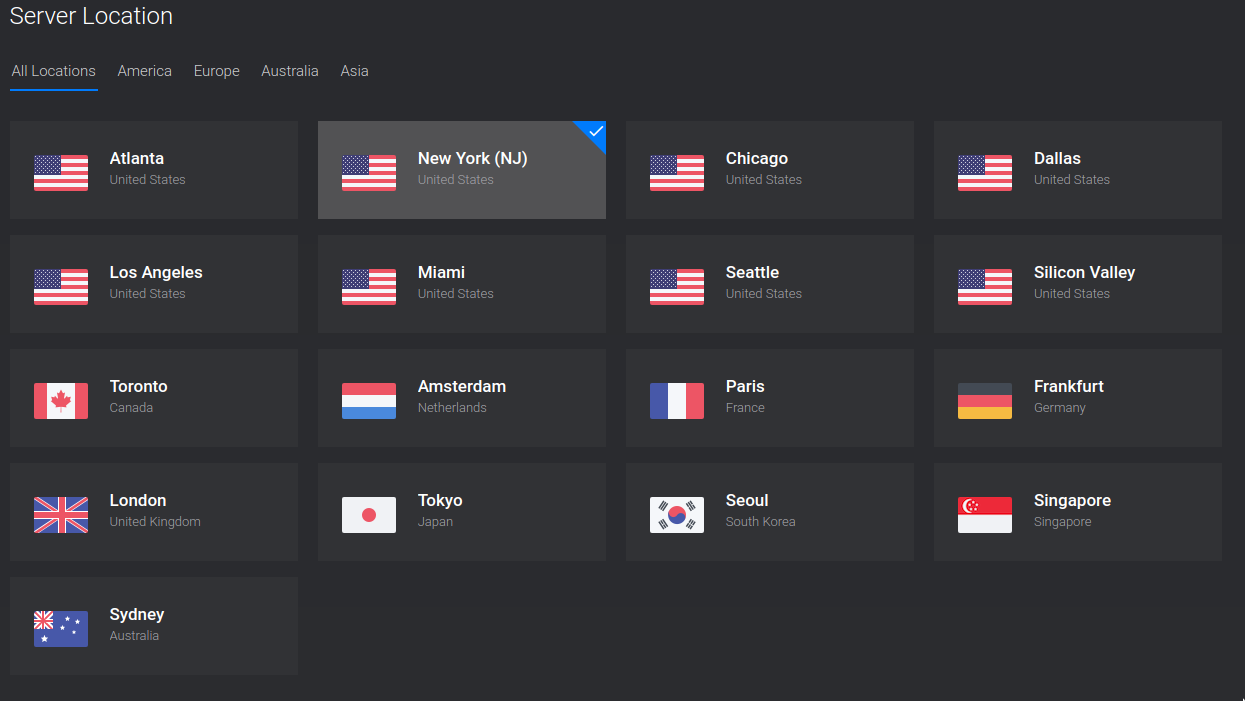 Server Location
All Locations America Europe Australia Asia
Atlanta
United States
New York (NJ)
United States
Chicago
United States
Dallas
United States
Los Angeles
United States
Miami
United States
Seattle
United States
Silicon Valley
United States
Toronto
Canada
Amsterdam
Netherlands
Paris
France
Frankfurt
Germany
London
United Kingdom
Tokyo
Japan
Seoul
South Korea
Singapore
Singapore
Sydney
Australia